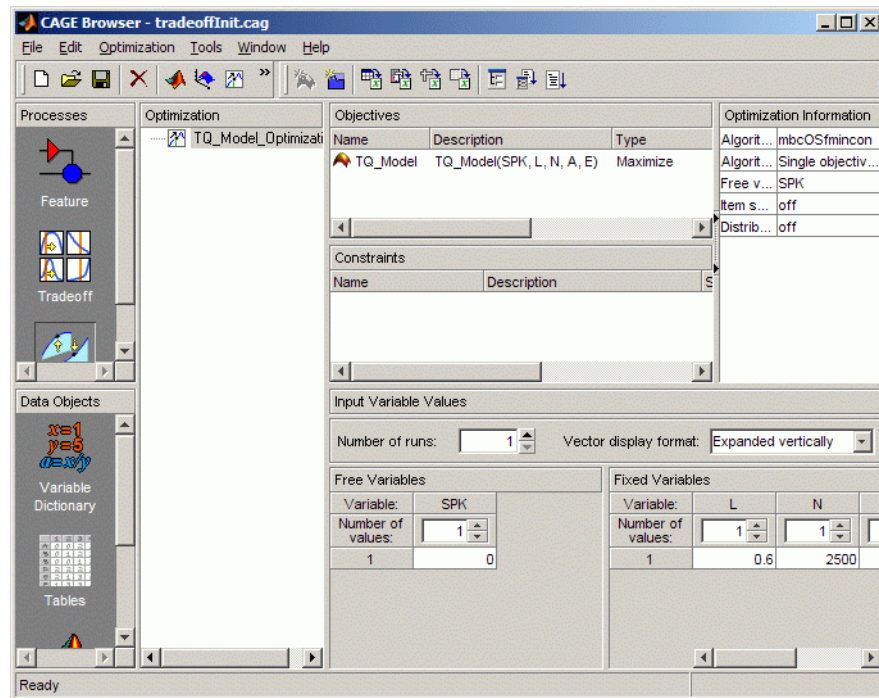 CAGE Browser - tradeoffInit.cag
File Edit Optimization Tools Window Help
»
Processes
Feature
Tradeoff
Optimization
TQ_Model_Optimizati
Objectives
Name Description Type
TQ_Model TQ_Model(SPK, L, N, A, E) Maximize
Constraints
Name Description S
Optimization Information
Algorit... mbcOSfmincon
Algorit... Single objectiv...
Free v... SPK
Item s... off
Distrib... off
Data Objects
x=1
y=5
a=x/y
Variable
Dictionary
Tables
Input Variable Values
Number of runs: 1 Vector display format: Expanded vertically
Free Variables
Variable: SPK
Number of values: 1
1 0
Fixed Variables
Variable: L N
Number of values: 1 1
1 0.6 2500
Ready